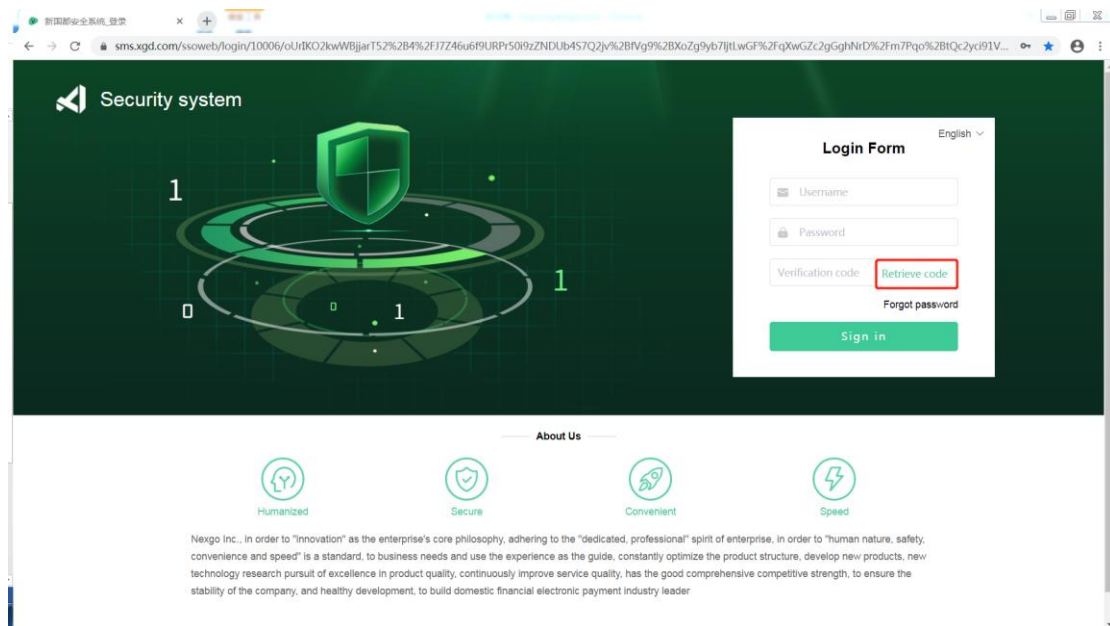 新国都安全系统_登录
sms.xgd.com/ssoweb/login/10006/oUrIKO2kwWBjjarT52%2B4%2FJ7Z46u6f9URPr50i9zZNDUb4S7Q2jv%2BfVg9%2BXoZg9yb7ljtLwGF%2FqXwGZc2gGghNrD%2Fm7Pqo%2BtQc2yci91V...
Security system
English
Login Form
1
Username
Password
Verification code Retrieve code
1
0
0
1
Forgot password
Sign in
About Us
Humanized Secure Convenient Speed
Nexgo Inc., in order to "Innovation" as the enterprise's core philosophy, adhering to the "dedicated, professional" spirit of enterprise, in order to "human nature, safety,
convenience and speed" is a standard, to business needs and use the experience as the guide, constantly optimize the product structure, develop new products, new
technology research pursuit of excellence in product quality, continuously improve service quality, has the good comprehensive competitive strength, to ensure the
stability of the company, and healthy development, to build domestic financial electronic payment industry leader